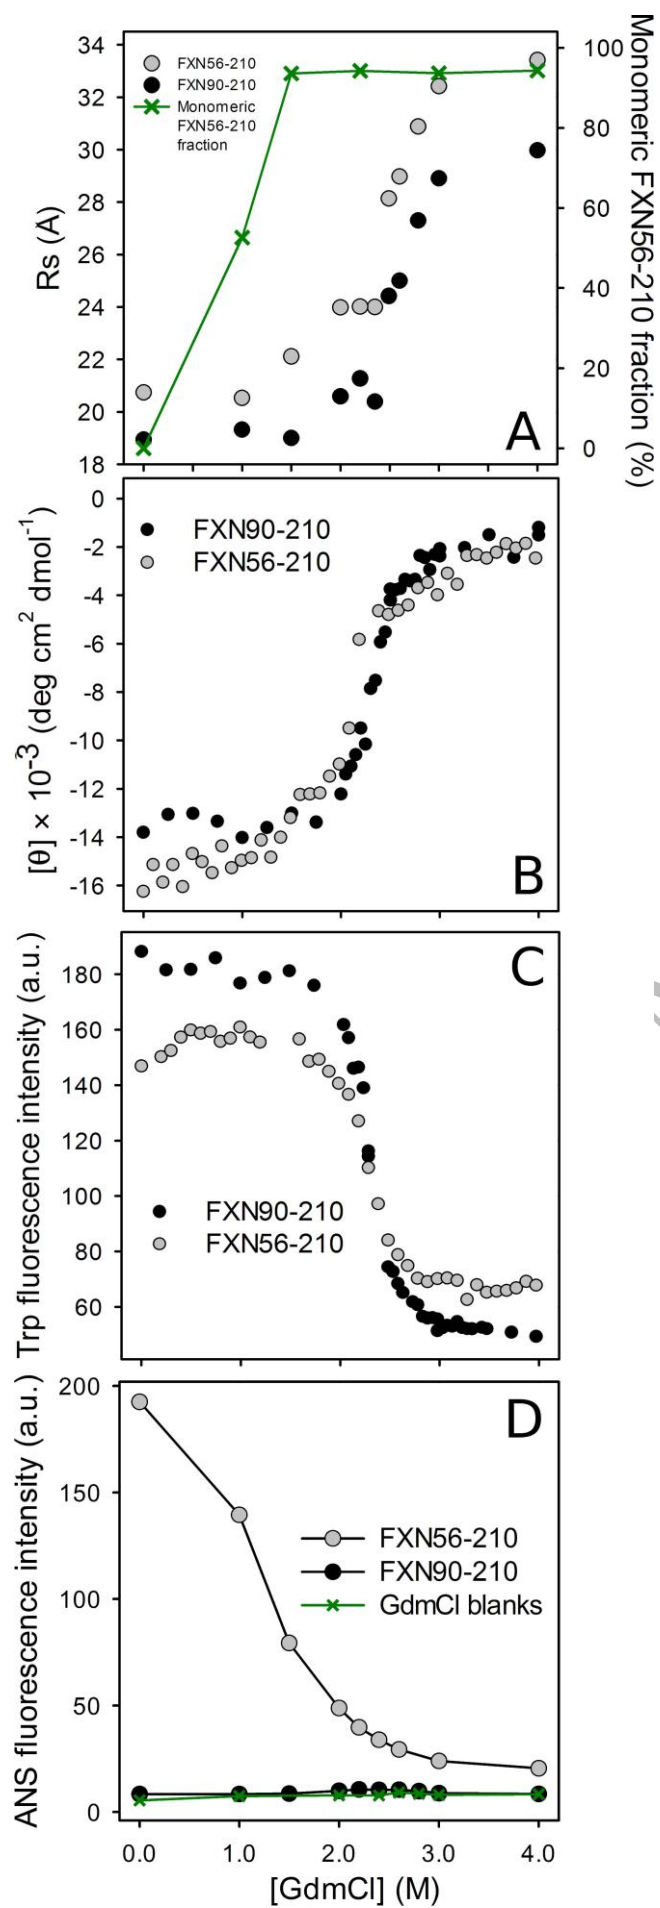 34
32
30
28
26
24
22
20
18
Rs (Å)
FXN56-210
FXN90-210
Monomeric
FXN56-210
fraction
A
100
80
60
40
20
0
Monomeric FXN56-210 fraction (%)
0
-2
-4
-6
-8
-10
-12
-14
-16
[θ] × 10⁻³ (deg cm² dmol⁻¹)
FXN90-210
FXN56-210
B
180
160
140
120
100
80
60
Trp fluorescence intensity (a.u.)
C
FXN90-210
FXN56-210
200
150
100
50
0
ANS fluorescence intensity (a.u.)
D
FXN56-210
FXN90-210
GdmCl blanks
0.0 1.0 2.0 3.0 4.0
[GdmCl] (M)